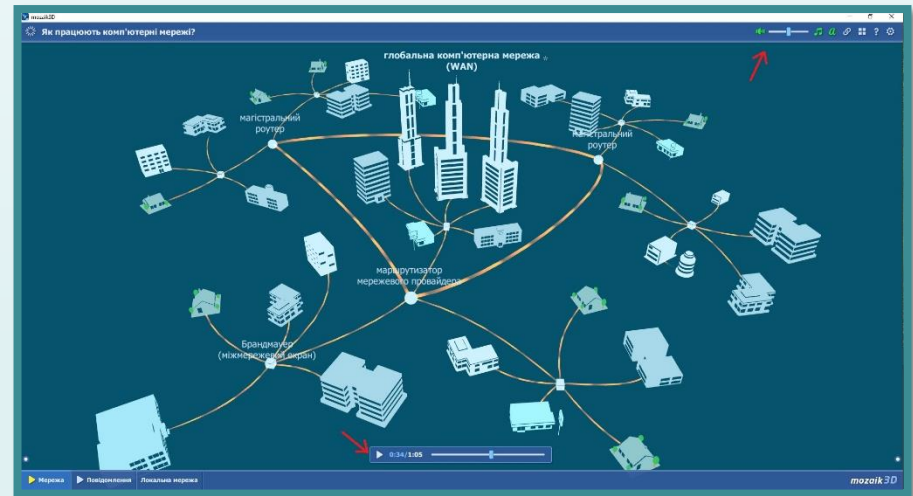 mozaik3D
Як працюють комп'ютерні мережі?
глобальна комп'ютерна мережа
(WAN)
магістральний
роутер
магістральний
роутер
маршрутизатор
мережевого провайдера
Брандмауер
(міжмережевий екран)
0:34/1:05
Мережа
Повідомлення
Локальна мережа
mozaik3D